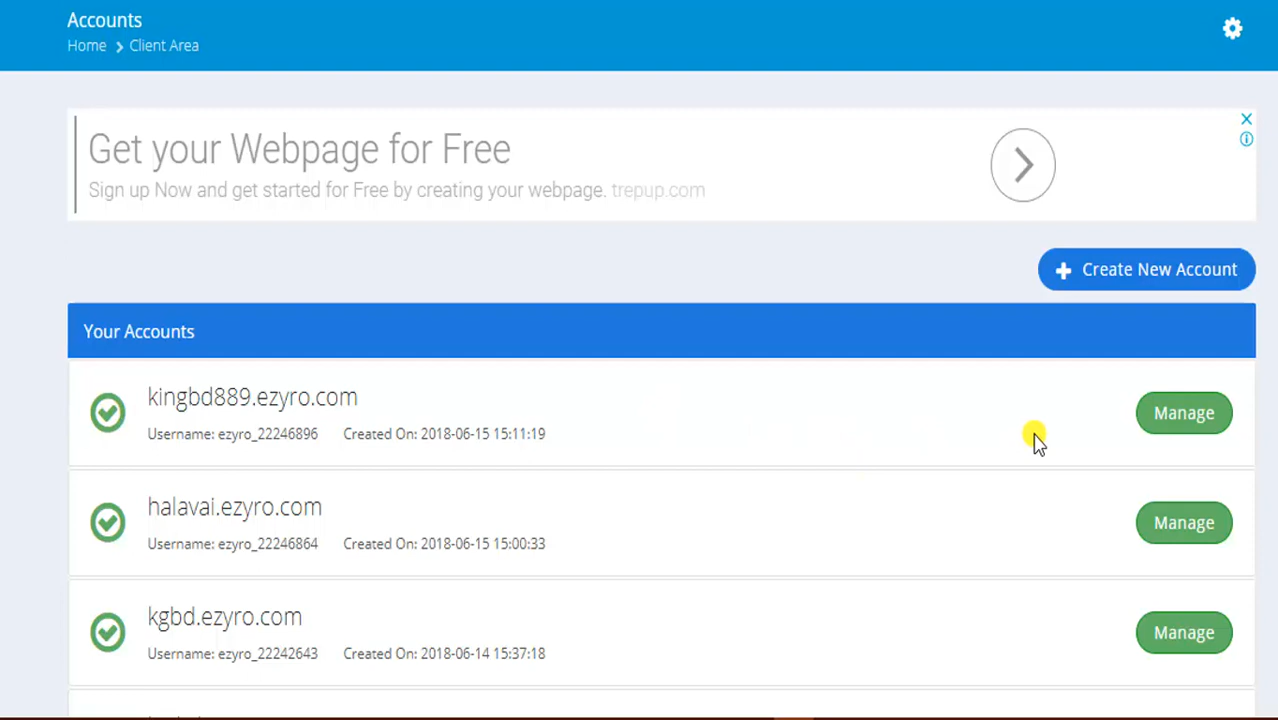 Accounts
Home > Client Area
Get your Webpage for Free
Sign up Now and get started for Free by creating your webpage. trepup.com
+ Create New Account
Your Accounts
kingbd889.ezyro.com
Manage
Username: ezyro_22246896 Created On: 2018-06-15 15:11:19
halavai.ezyro.com
Manage
Username: ezyro_22246864 Created On: 2018-06-15 15:00:33
kgbd.ezyro.com
Manage
Username: ezyro_22242643 Created On: 2018-06-14 15:37:18